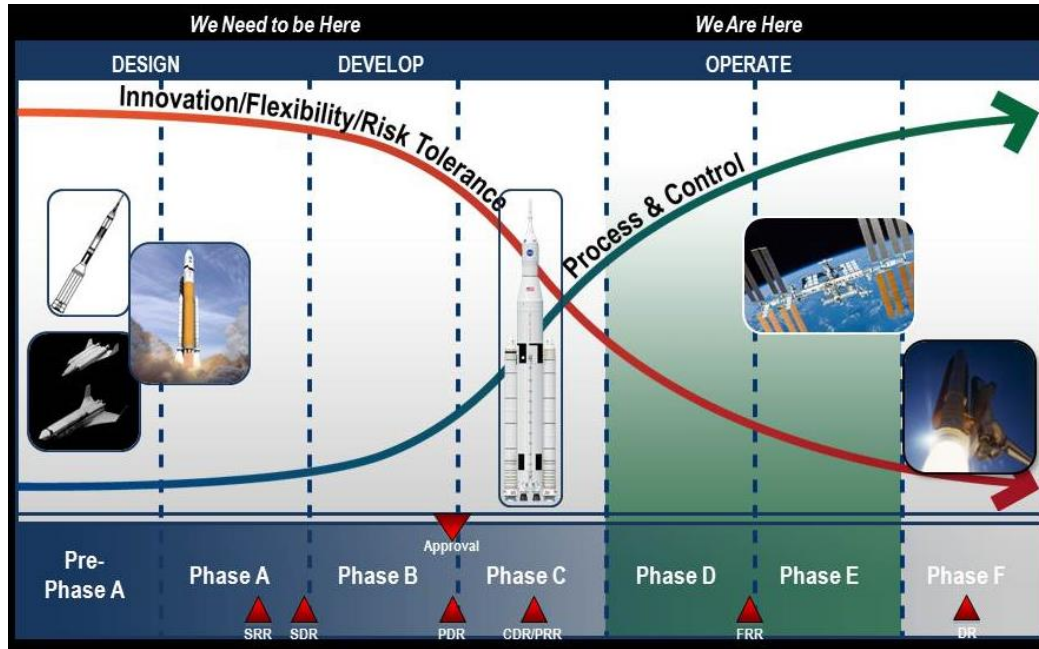 We Need to be Here
We Are Here
DESIGN
DEVELOP
OPERATE
Innovation/Flexibility/Risk Tolerance
Process & Control
Approval
Pre-
Phase A
Phase A
Phase B
Phase C
Phase D
Phase E
Phase F
SRR
SDR
PDR
CDR/PRR
FRR
DR